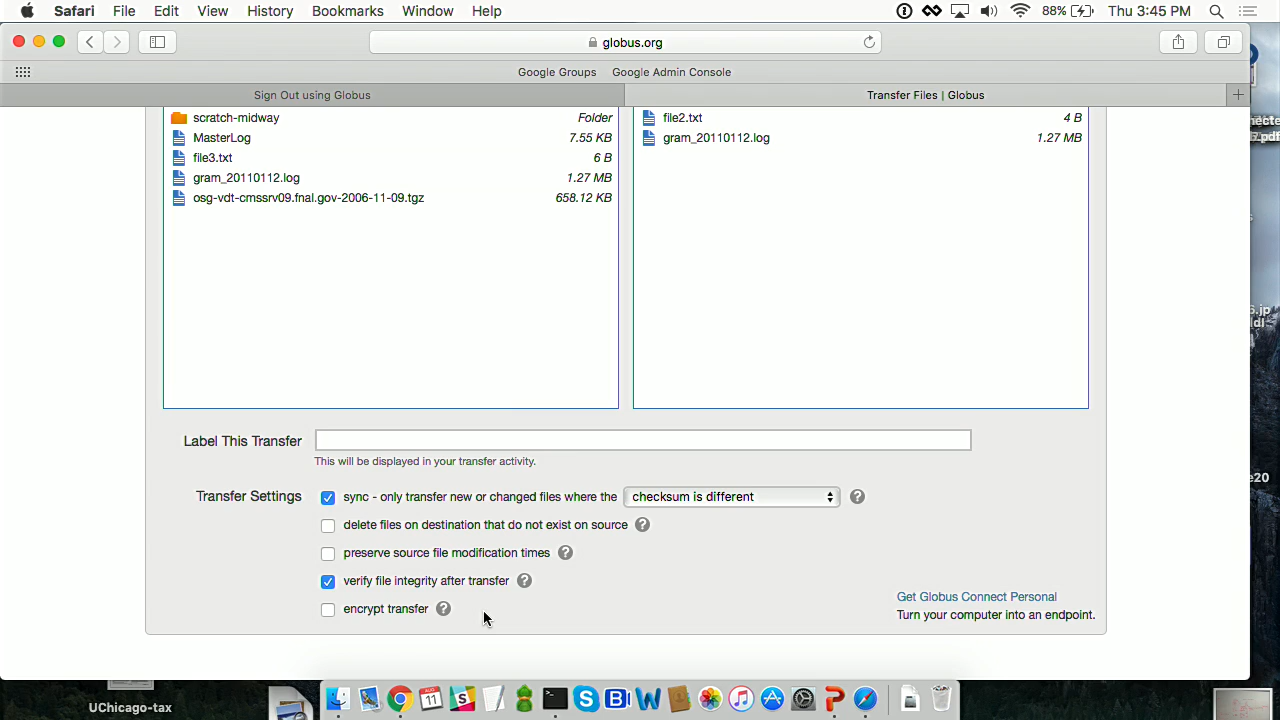 Safari File Edit View History Bookmarks Window Help 88% Thu 3:45 PM
globus.org
Google Groups Google Admin Console
Sign Out using Globus Transfer Files | Globus
scratch-midway Folder
MasterLog 7.55 KB
file3.txt 6 B
gram_20110112.log 1.27 MB
osg-vdt-cmssrv09.fnal.gov-2006-11-09.tgz 658.12 KB
file2.txt 4 B
gram_20110112.log 1.27 MB
Label This Transfer
This will be displayed in your transfer activity.
Transfer Settings
sync - only transfer new or changed files where the checksum is different ?
delete files on destination that do not exist on source ?
preserve source file modification times ?
verify file integrity after transfer ?
encrypt transfer ?
Get Globus Connect Personal
Turn your computer into an endpoint.
UChicago-tax
AUG
11